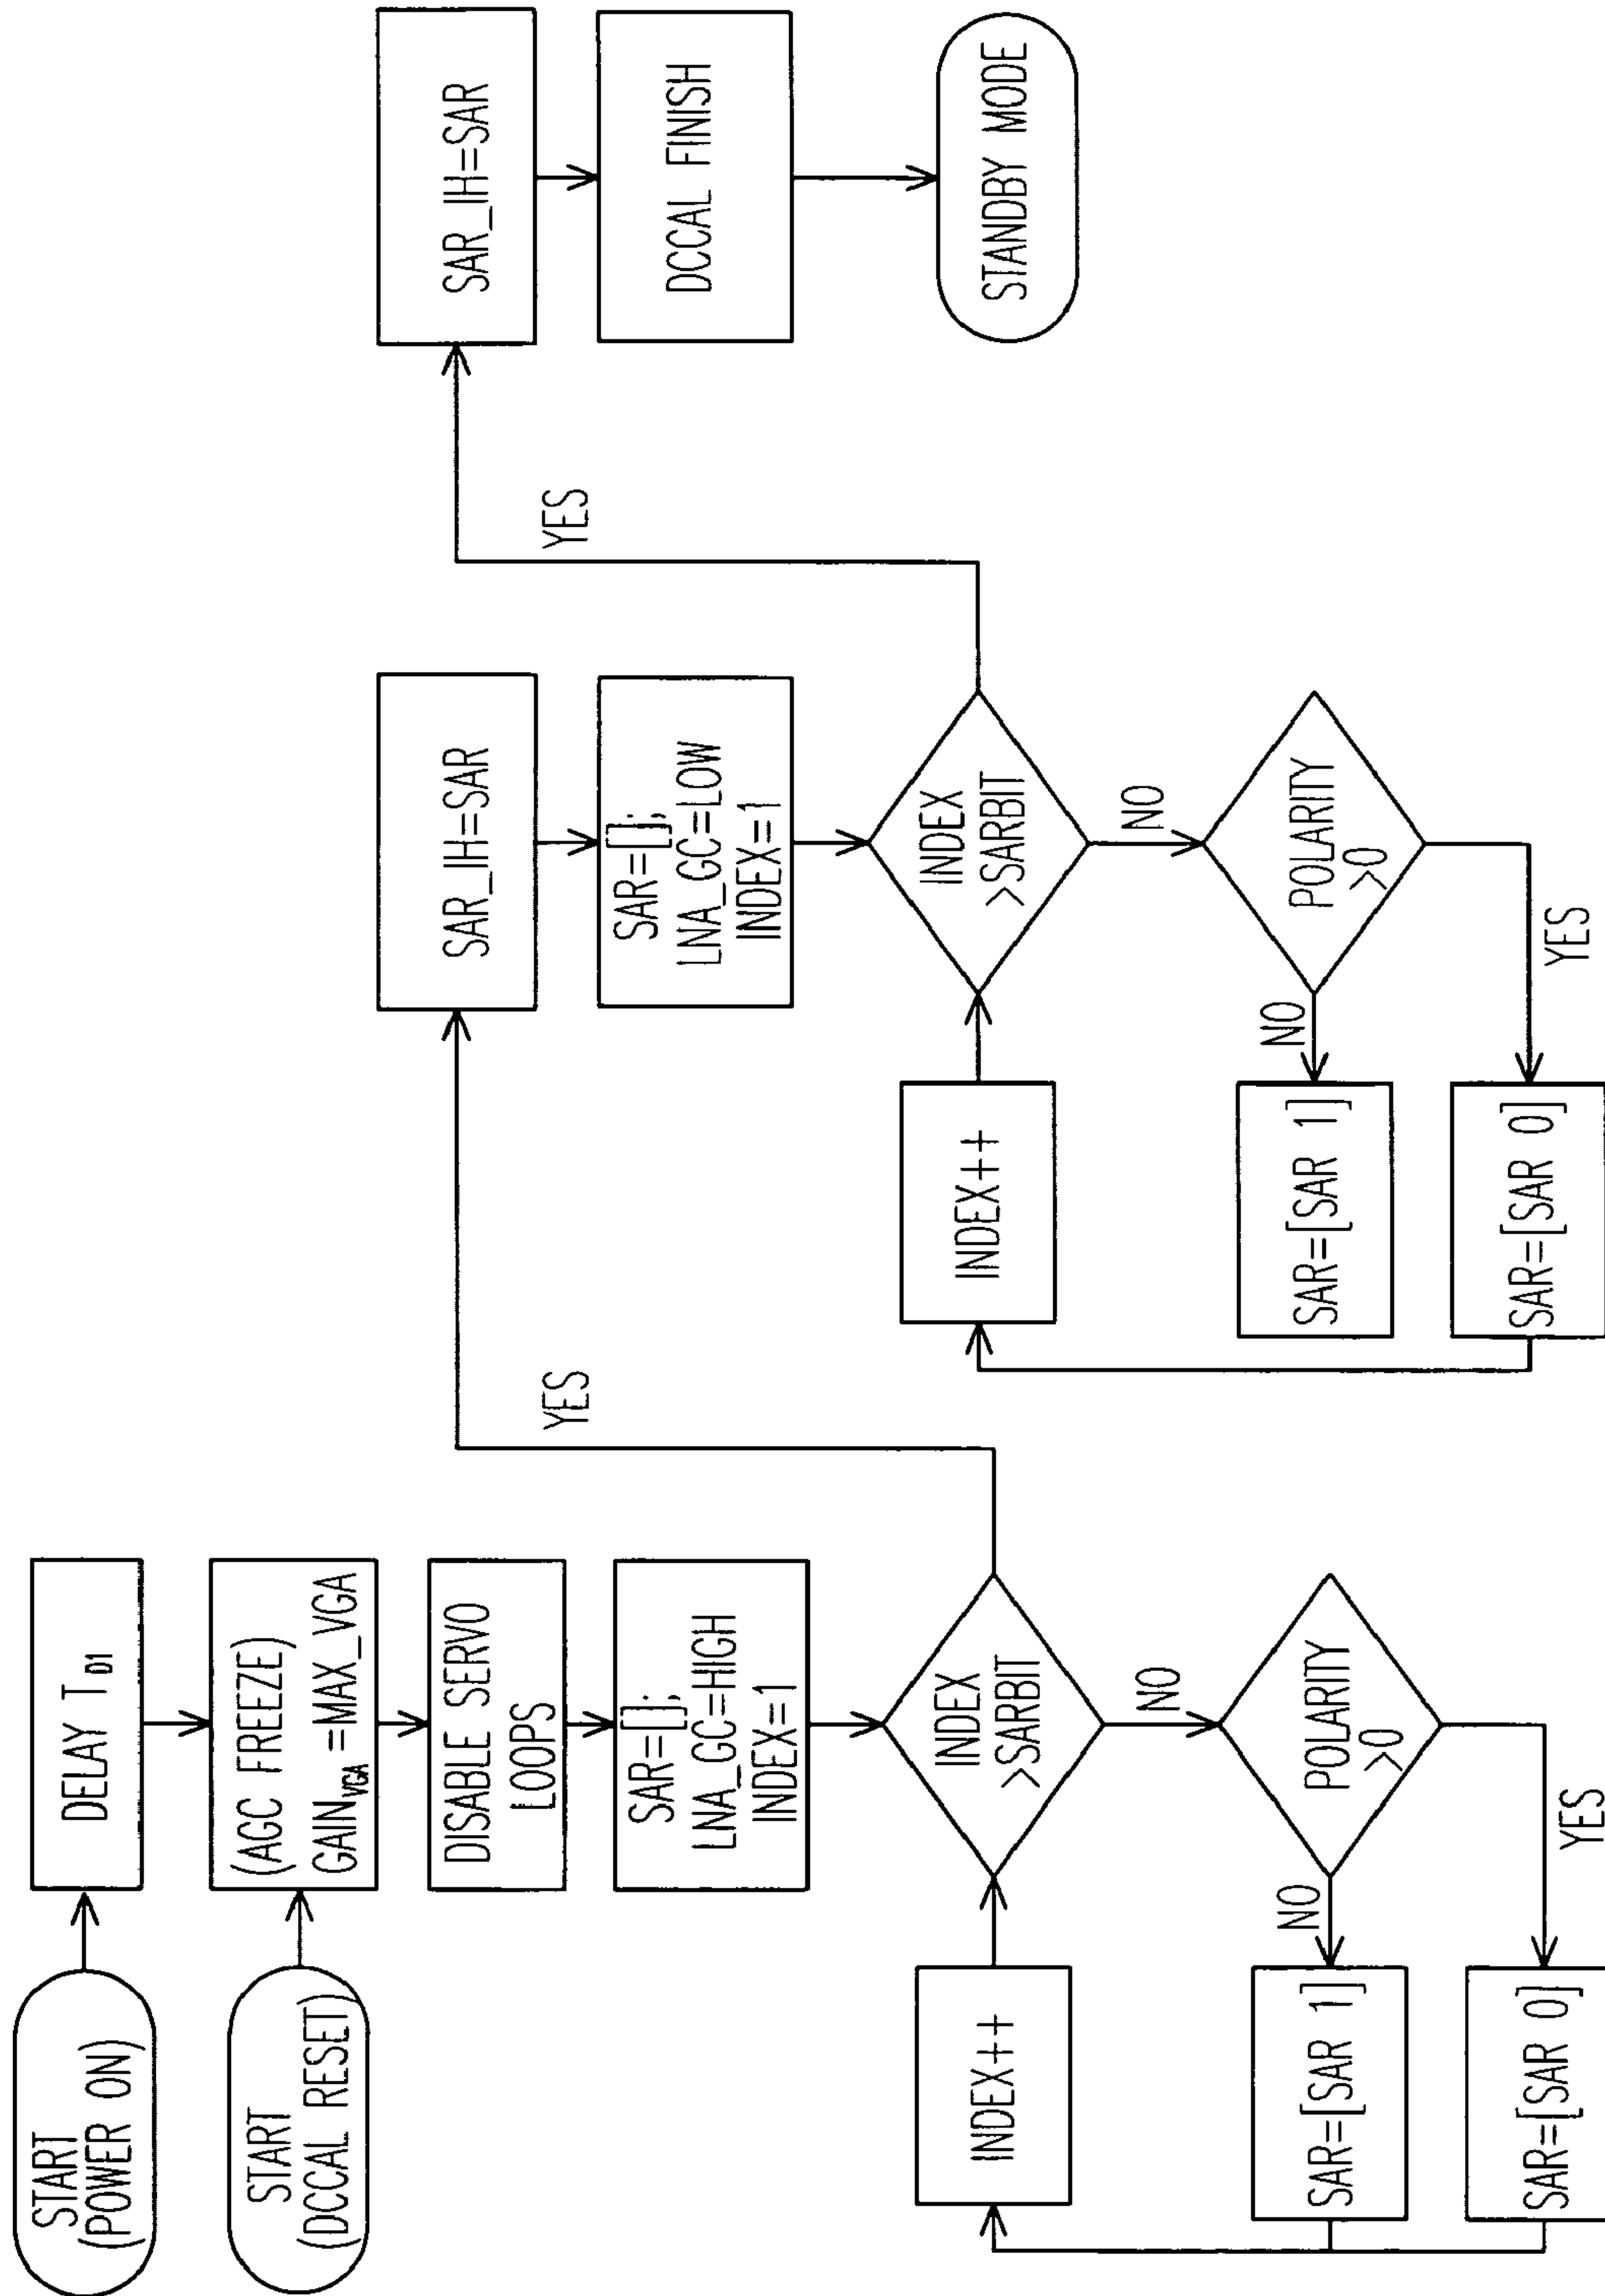 START
(POWER ON)
DELAY T D1
START
(DCCAL RESET)
(AGC FREEZE)
GAIN VGA =MAX_VGA
DISABLE SERVO
LOOPS
SAR=[];
LNA_GC=HIGH
INDEX=1
INDEX
>SARBIT
YES
NO
INDEX++
POLARITY
>0
NO
YES
SAR=[SAR 1]
SAR=[SAR 0]
SAR_IH=SAR
SAR=[];
LNA_GC=LOW
INDEX=1
INDEX
>SARBIT
YES
NO
INDEX++
POLARITY
>0
NO
YES
SAR=[SAR 1]
SAR=[SAR 0]
SAR_IH=SAR
DCCAL FINISH
STANDBY MODE